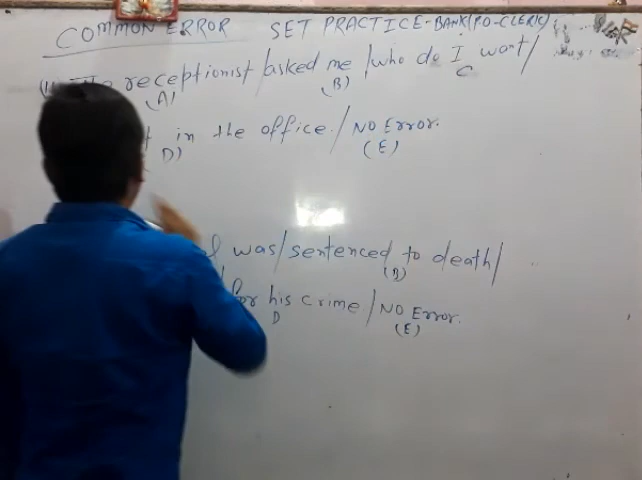 COMMON ERROR SET PRACTICE-BANK(PO-CLERK)
receptionist/asked me/who do I want/
(A) (B) C
in the office./NO Error.
D) (E)
was/sentenced to death/
(B)
for his crime/NO Error.
D (E)